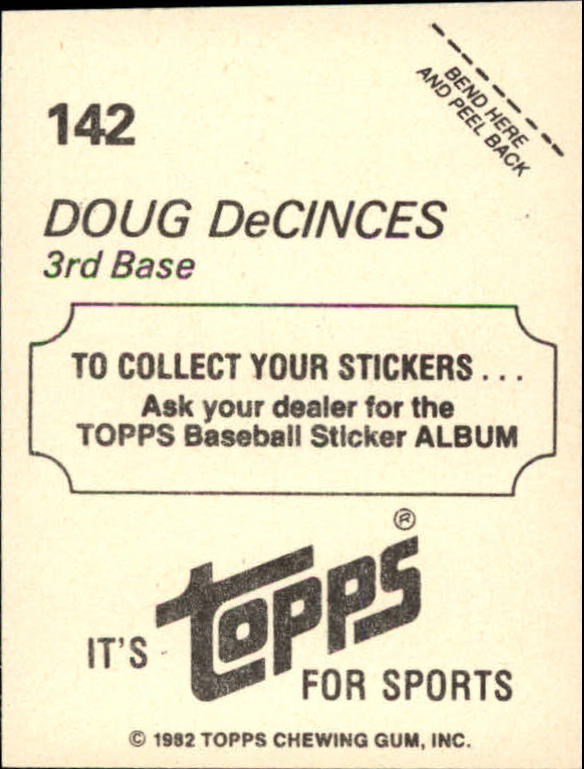 142
BEND HERE
AND PEEL BACK
DOUG DeCINCES
3rd Base
TO COLLECT YOUR STICKERS...
Ask your dealer for the
TOPPS Baseball Sticker ALBUM
IT'S topps®
FOR SPORTS
© 1982 TOPPS CHEWING GUM, INC.